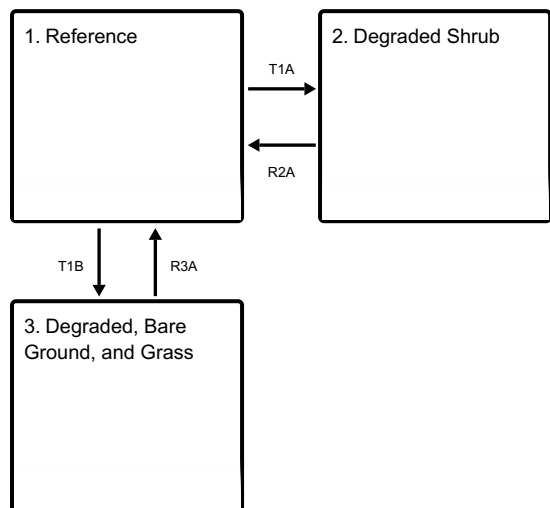 1. Reference
2. Degraded Shrub
T1A
R2A
T1B
R3A
3. Degraded, Bare
Ground, and Grass